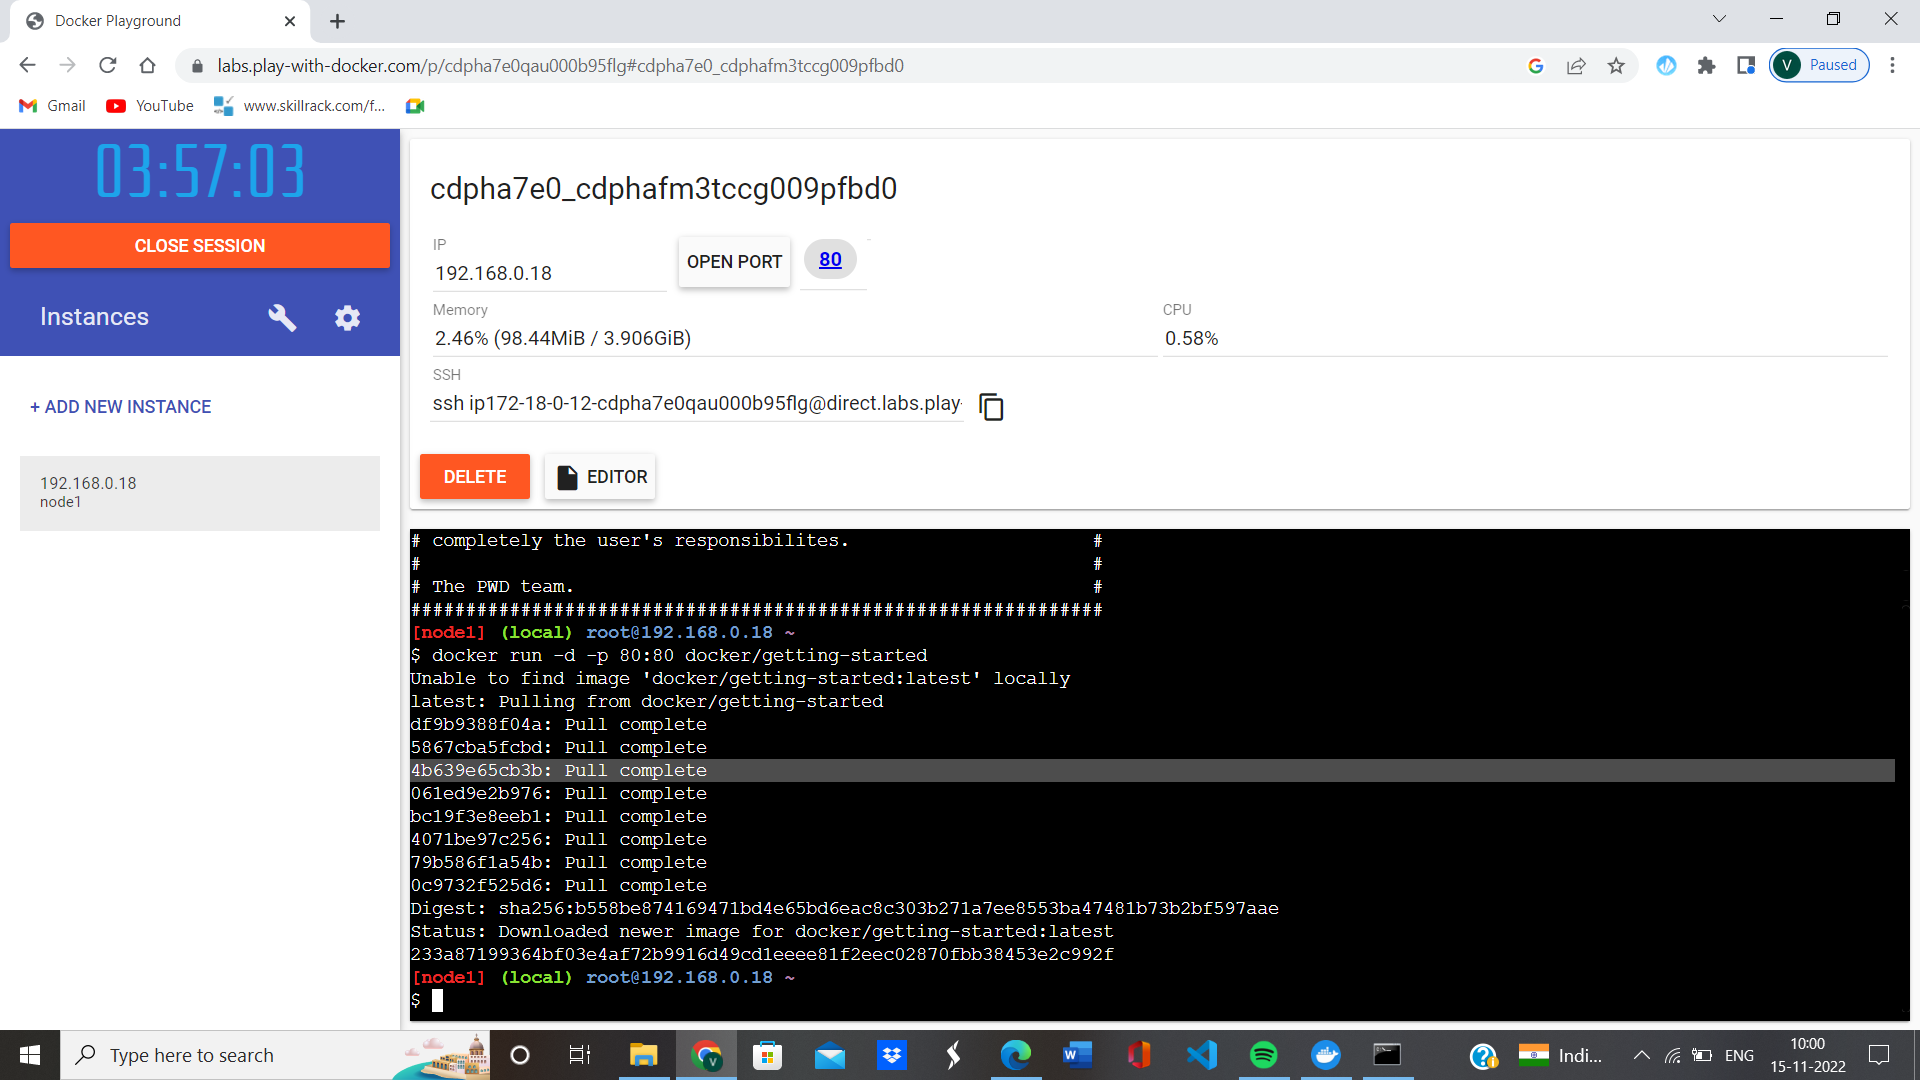 Docker Playground
labs.play-with-docker.com/p/cdpha7e0qau000b95flg#cdpha7e0_cdphafm3tccg009pfbd0
V Paused
Gmail YouTube www.skillrack.com/f...
03:57:03
CLOSE SESSION
Instances
+ ADD NEW INSTANCE
192.168.0.18
node1
cdpha7e0_cdphafm3tccg009pfbd0
IP
192.168.0.18
OPEN PORT
80
Memory
2.46% (98.44MiB / 3.906GiB)
CPU
0.58%
SSH
ssh ip172-18-0-12-cdpha7e0qau000b95flg@direct.labs.play-
DELETE
EDITOR
# completely the user's responsibilites. #
# #
# The PWD team. #
###############################################################
[node1] (local) root@192.168.0.18 ~
$ docker run -d -p 80:80 docker/getting-started
Unable to find image 'docker/getting-started:latest' locally
latest: Pulling from docker/getting-started
df9b9388f04a: Pull complete
5867cba5fcbd: Pull complete
4b639e65cb3b: Pull complete
061ed9e2b976: Pull complete
bc19f3e8eeb1: Pull complete
4071be97c256: Pull complete
79b586f1a54b: Pull complete
0c9732f525d6: Pull complete
Digest: sha256:b558be874169471bd4e65bd6eac8c303b271a7ee8553ba47481b73b2bf597aae
Status: Downloaded newer image for docker/getting-started:latest
233a87199364bf03e4af72b9916d49cd1eeee81f2eec02870fbb38453e2c992f
[node1] (local) root@192.168.0.18 ~
$
Type here to search
Indi...
ENG
10:00
15-11-2022